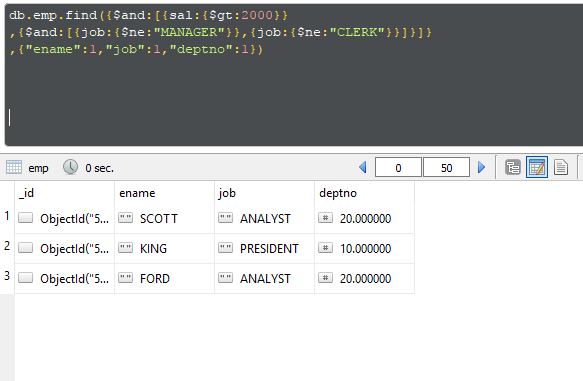 db.emp.find({$and:[{sal:{$gt:2000}}
,{$and:[{job:{$ne:"MANAGER"}},{job:{$ne:"CLERK"}}]}]}
,{"ename":1,"job":1,"deptno":1})
emp 0 sec. 0 50
_id ename job deptno
1 ObjectId("5... "" SCOTT "" ANALYST # 20.000000
2 ObjectId("5... "" KING "" PRESIDENT # 10.000000
3 ObjectId("5... "" FORD "" ANALYST # 20.000000